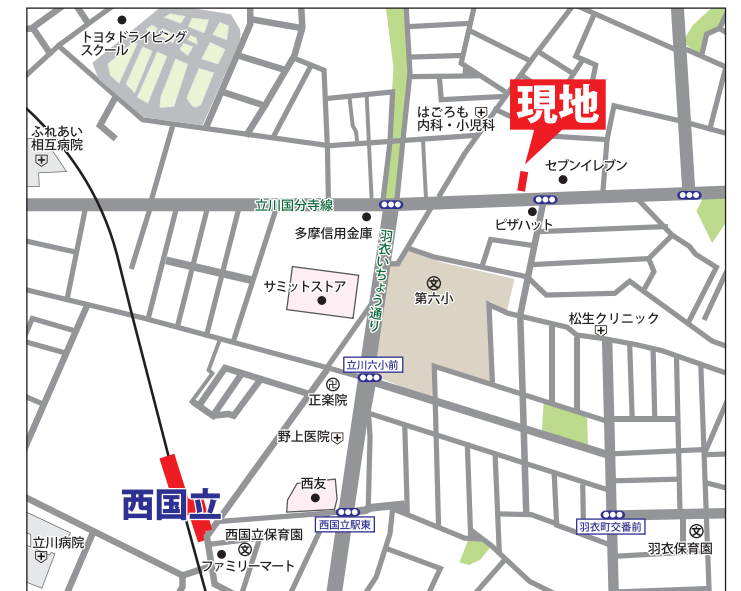 トヨタドライビング
スクール
現地
はごろも
内科・小児科
ふれあい
相互病院
セブンイレブン
立川国分寺線
多摩信用金庫
ピザハット
羽衣いちょう通り
サミットストア
文
第六小
松生クリニック
立川六小前
正楽院
野上医院
西友
西国立
西国立駅東
羽衣町交番前
西国立保育園
文
文
羽衣保育園
立川病院
ファミリーマート